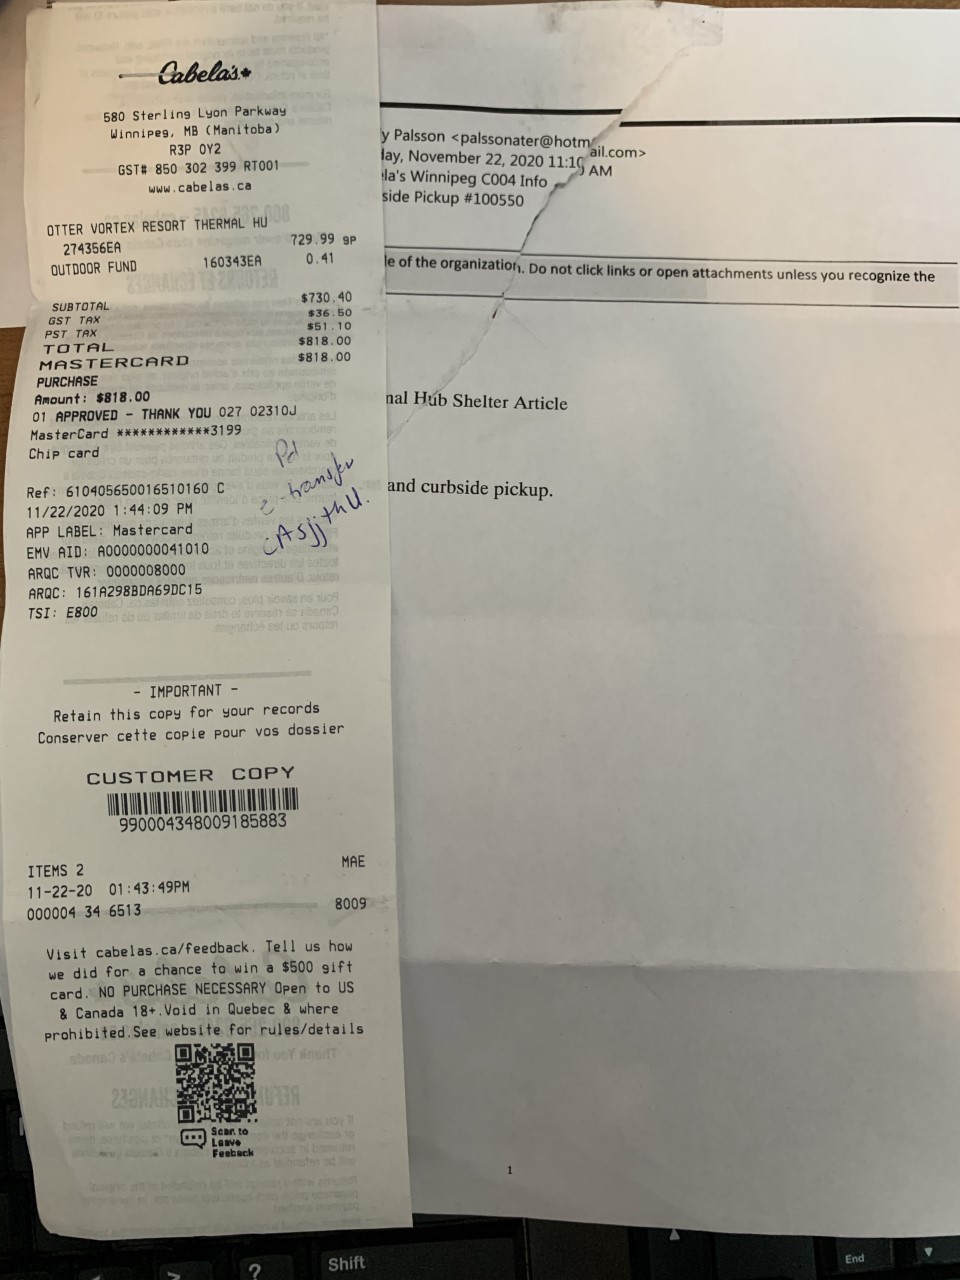 Cabela's
580 Sterling Lyon Parkway
Winnipeg, MB (Manitoba)
R3P 0Y2
GST# 850 302 399 RT001
www.cabelas.ca
OTTER VORTEX RESORT THERMAL HU
274356EA 729.99 GP
OUTDOOR FUND 160343EA 0.41
SUBTOTAL $730.40
GST TAX $36.50
PST TAX $51.10
TOTAL $818.00
MASTERCARD $818.00
PURCHASE
Amount: $818.00
01 APPROVED - THANK YOU 027 02310J
MasterCard ************3199
Chip card
Pd
e-transfer
Ref: 610405650016510160 C
11/22/2020 1:44:09 PM
APP LABEL: Mastercard
EMV AID: A0000000041010
ARQC TVR: 0000008000
ARQC: 161A298BDA69DC15
TSI: E800
- IMPORTANT -
Retain this copy for your records
Conserver cette copie pour vos dossier
CUSTOMER COPY
990004348009185883
ITEMS 2 MAE
11-22-20 01:43:49PM
000004 34 6513 8009
Visit cabelas.ca/feedback. Tell us how
we did for a chance to win a $500 gift
card. NO PURCHASE NECESSARY Open to US
& Canada 18+.Void in Quebec & where
prohibited.See website for rules/details
Scan to
Leave
Feeback
y Palsson <palssonater@hotmail.com>
day, November 22, 2020 11:10 AM
la's Winnipeg C004 Info
side Pickup #100550
le of the organization. Do not click links or open attachments unless you recognize the
nal Hub Shelter Article
and curbside pickup.
1
?
Shift
End